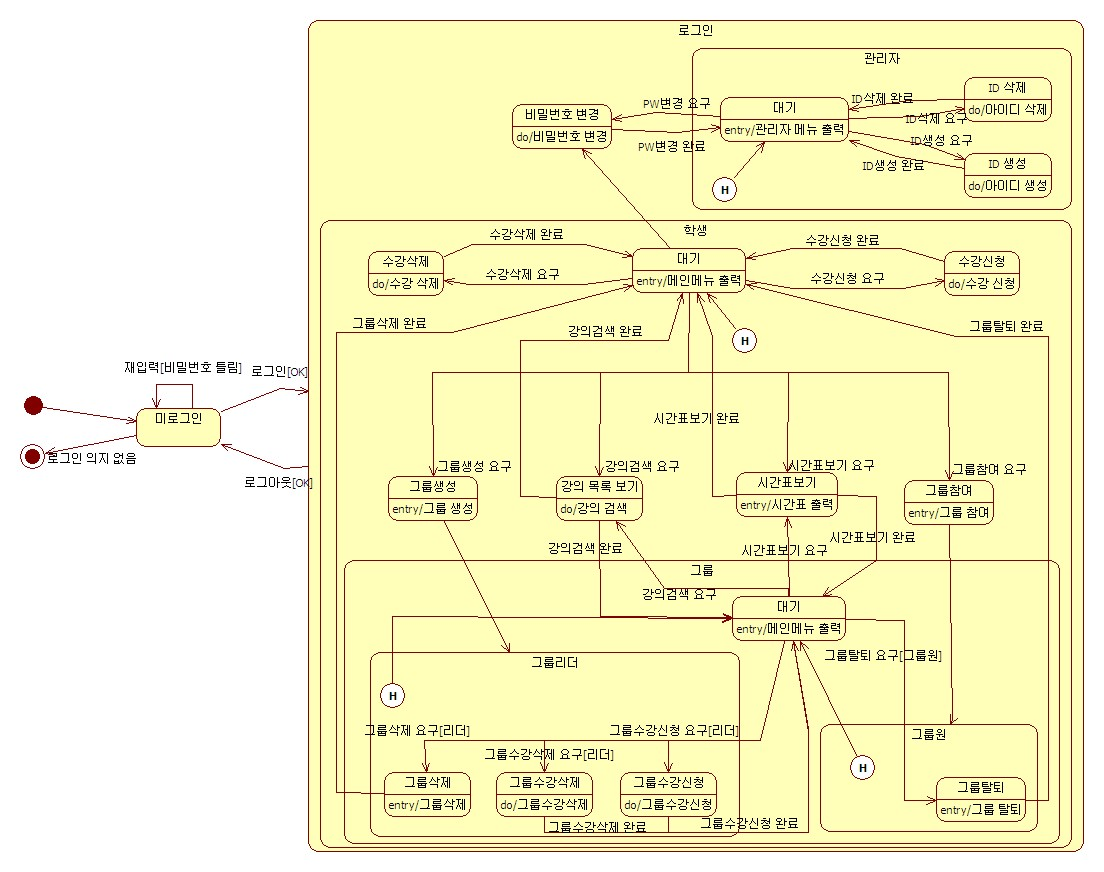 로그인
관리자
대기
entry/관리자 메뉴 출력
ID 삭제
do/아이디 삭제
ID삭제 완료
ID삭제 요구
ID생성 요구
ID생성 완료
ID 생성
do/아이디 생성
H
비밀번호 변경
do/비밀번호 변경
PW변경 요구
PW변경 완료
학생
대기
entry/메인메뉴 출력
수강삭제 완료
수강삭제
do/수강 삭제
수강삭제 요구
수강신청 완료
수강신청
do/수강 신청
수강신청 요구
그룹삭제 완료
강의검색 완료
H
그룹탈퇴 완료
재입력[비밀번호 틀림]
로그인[OK]
미로그인
로그인 의지 없음
로그아웃[OK]
시간표보기 완료
그룹생성 요구
강의검색 요구
시간표보기 요구
그룹참여 요구
그룹생성
entry/그룹 생성
강의 목록 보기
do/강의 검색
시간표보기
entry/시간표 출력
그룹참여
entry/그룹 참여
강의검색 완료
시간표보기 요구
시간표보기 완료
그룹
강의검색 요구
대기
entry/메인메뉴 출력
그룹리더
그룹탈퇴 요구[그룹원]
H
그룹삭제 요구[리더]
그룹수강신청 요구[리더]
그룹수강삭제 요구[리더]
그룹원
H
그룹삭제
entry/그룹삭제
그룹수강삭제
do/그룹수강삭제
그룹수강신청
do/그룹수강신청
그룹탈퇴
entry/그룹 탈퇴
그룹수강삭제 완료
그룹수강신청 완료